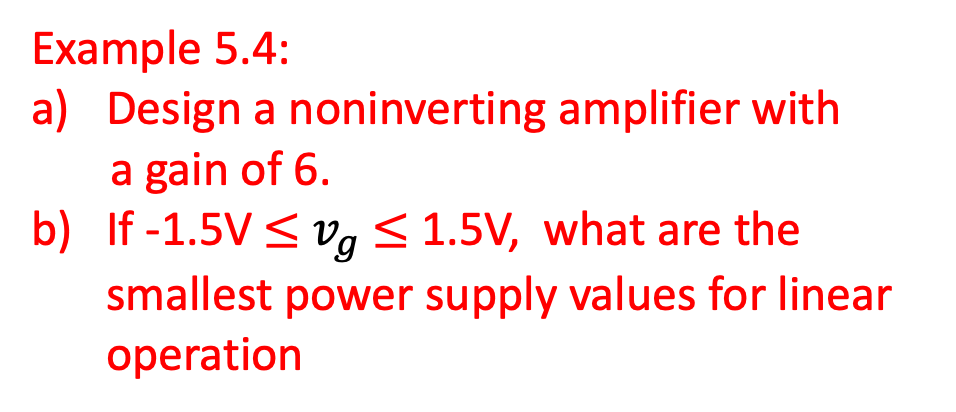 Example 5.4:
a) Design a noninverting amplifier with
a gain of 6.
b) If -1.5V ≤ 𝑣𝑔 ≤ 1.5V, what are the
smallest power supply values for linear
operation